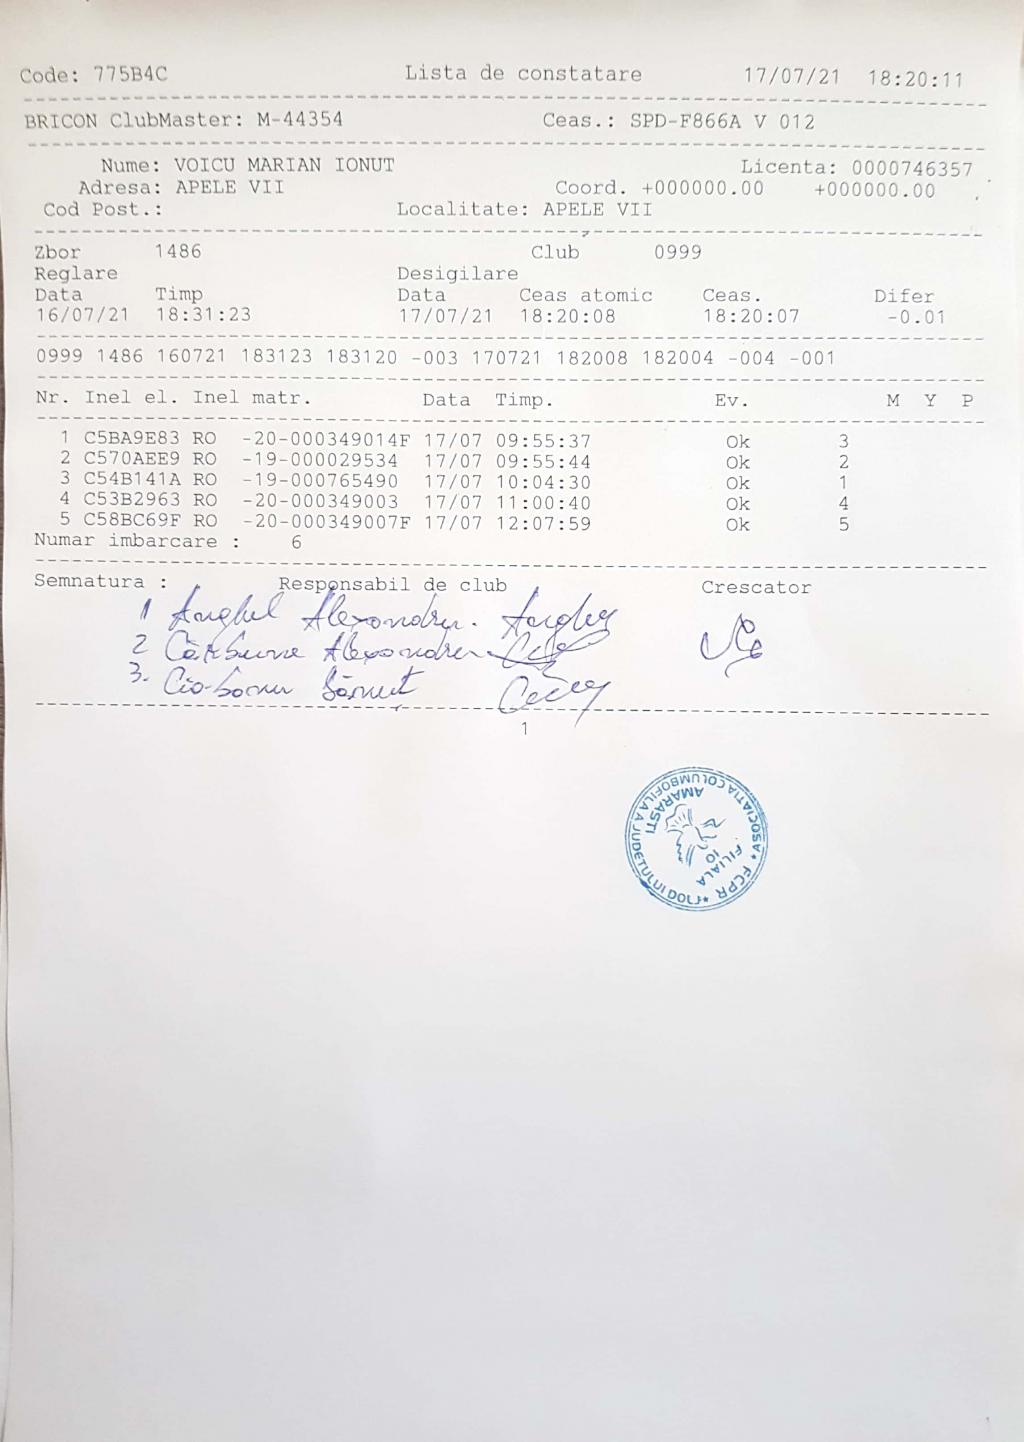 Code: 775B4C Lista de constatare 17/07/21 18:20:11
BRICON ClubMaster: M-44354 Ceas.: SPD-F866A V 012
Nume: VOICU MARIAN IONUT Licenta: 0000746357
Adresa: APELE VII Coord. +000000.00 +000000.00
Cod Post.: Localitate: APELE VII
Zbor 1486 Club 0999
Reglare Desigilare
Data Timp Data Ceas atomic Ceas. Difer
16/07/21 18:31:23 17/07/21 18:20:08 18:20:07 -0.01
0999 1486 160721 183123 183120 -003 170721 182008 182004 -004 -001
Nr. Inel el. Inel matr. Data Timp. Ev. M Y P
1 C5BA9E83 RO -20-000349014F 17/07 09:55:37 Ok 3
2 C570AEE9 RO -19-000029534 17/07 09:55:44 Ok 2
3 C54B141A RO -19-000765490 17/07 10:04:30 Ok 1
4 C53B2963 RO -20-000349003 17/07 11:00:40 Ok 4
5 C58BC69F RO -20-000349007F 17/07 12:07:59 Ok 5
Numar imbarcare : 6
Semnatura : Responsabil de club Crescator
1 Anghel Alexandru.
2 Cărbune Alexandru
3.
1
ASOCIATIA COLUMBOFILA A JUDETULUI DOLJ * FCPR *
AMARASTI
FILIALA
10